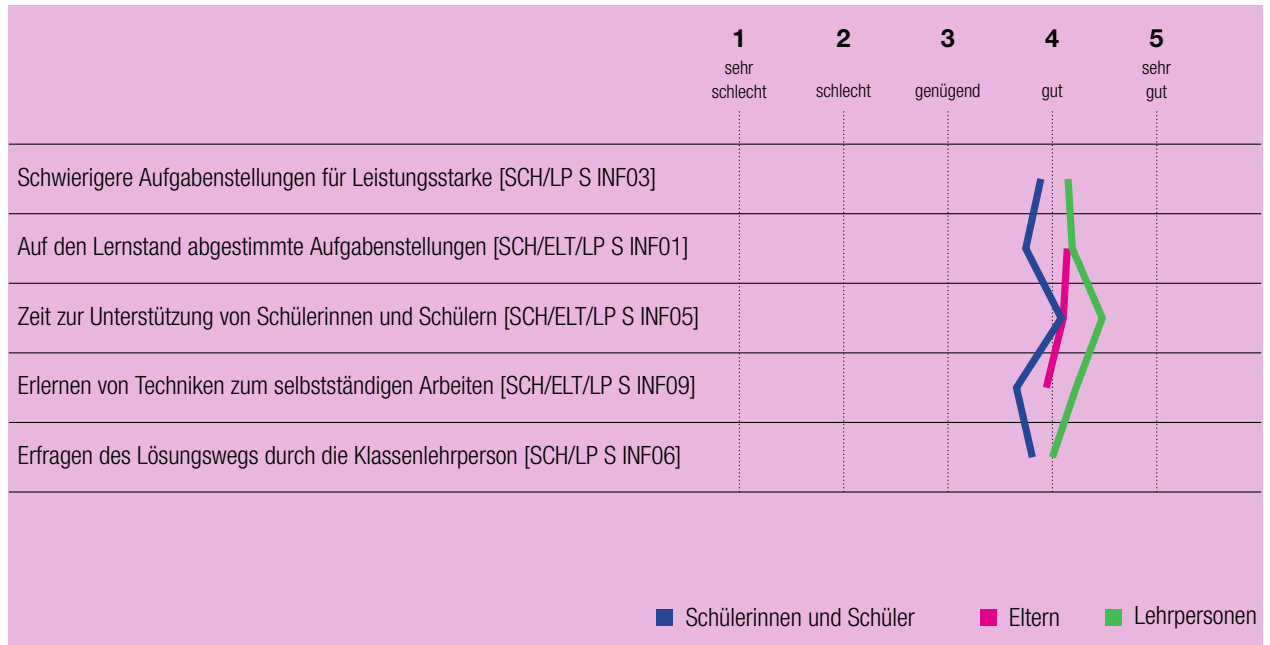 1 2 3 4 5
sehr schlecht schlecht genügend gut sehr gut
Schwierigere Aufgabenstellungen für Leistungsstarke [SCH/LP S INF03]
Auf den Lernstand abgestimmte Aufgabenstellungen [SCH/ELT/LP S INF01]
Zeit zur Unterstützung von Schülerinnen und Schülern [SCH/ELT/LP S INF05]
Erlernen von Techniken zum selbstständigen Arbeiten [SCH/ELT/LP S INF09]
Erfragen des Lösungswegs durch die Klassenlehrperson [SCH/LP S INF06]
Schülerinnen und Schüler Eltern Lehrpersonen